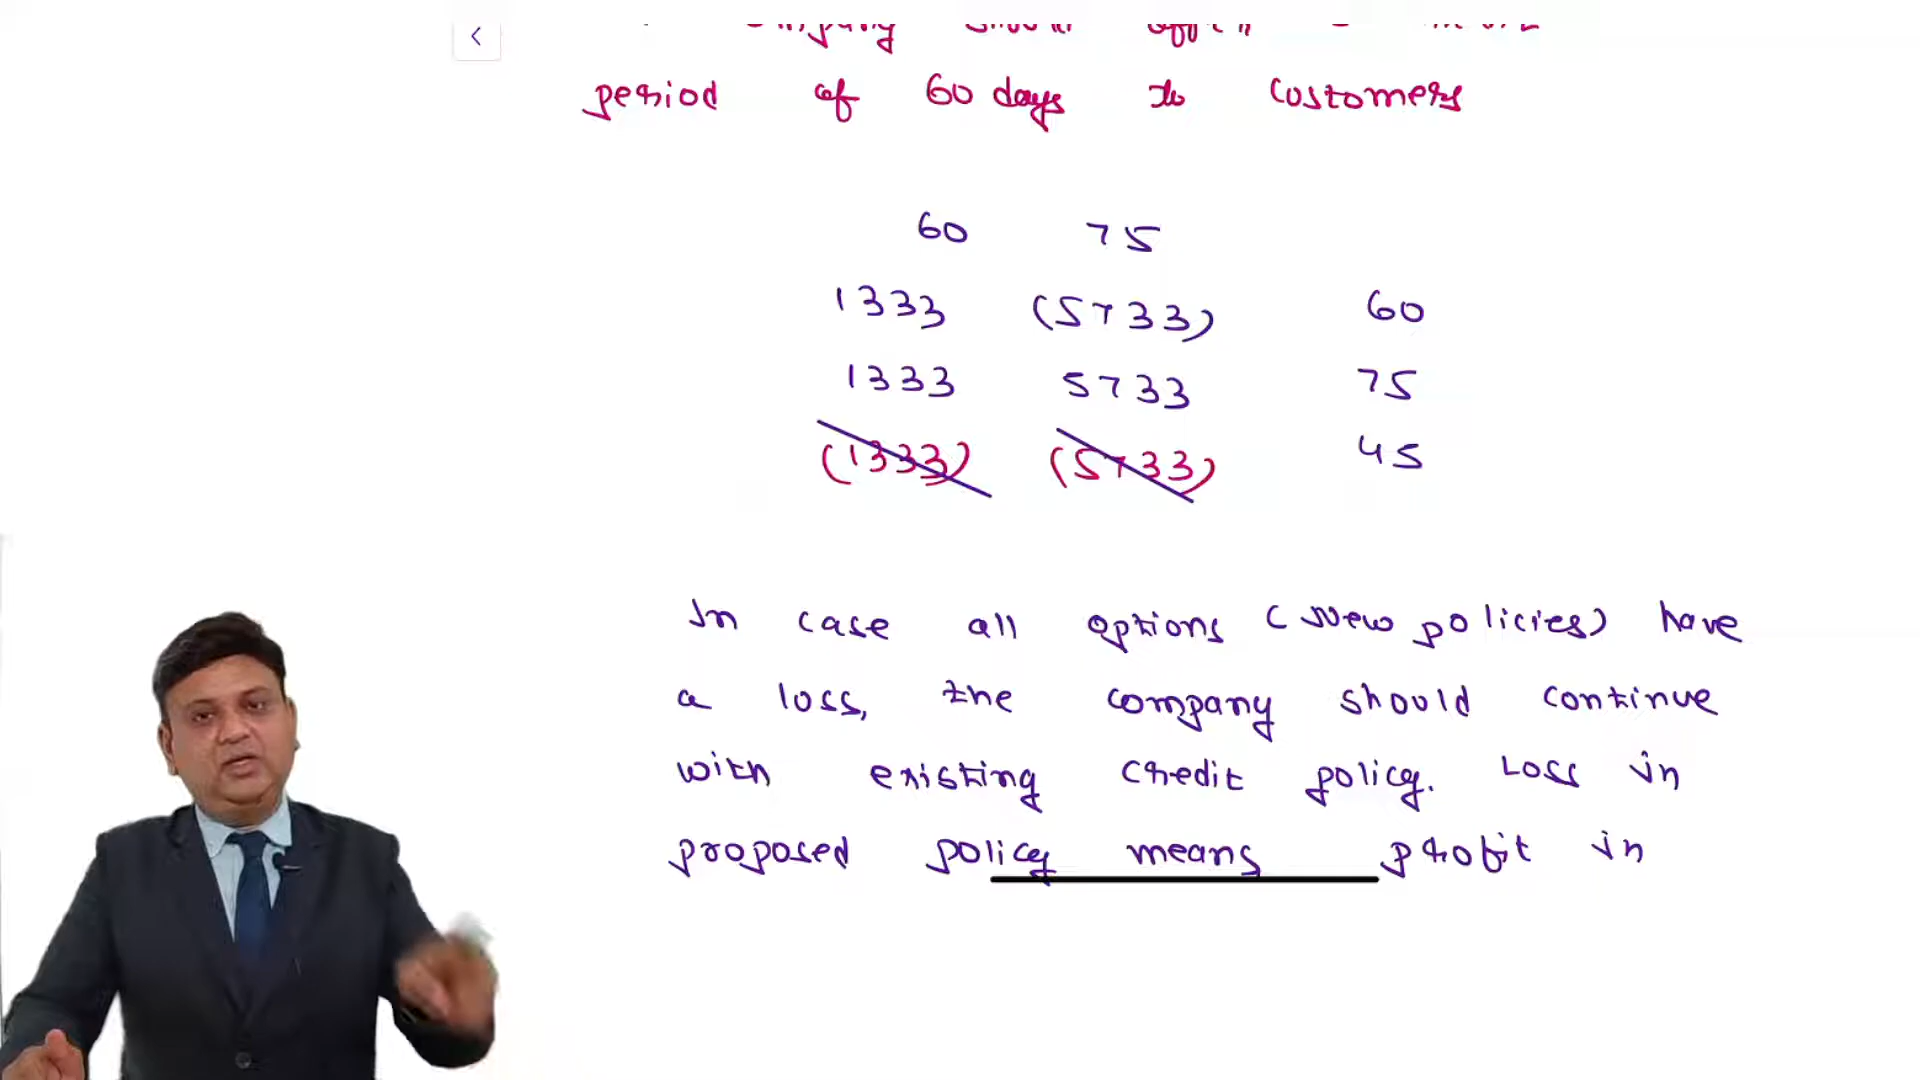 company should
period of 60 days to Customers
60 75
1333 (5733) 60
1333 5733 75
(1333) (5733) 45
In case all options (New policies) have
a loss, the company should continue
with existing credit policy. Loss in
proposed policy means profit in